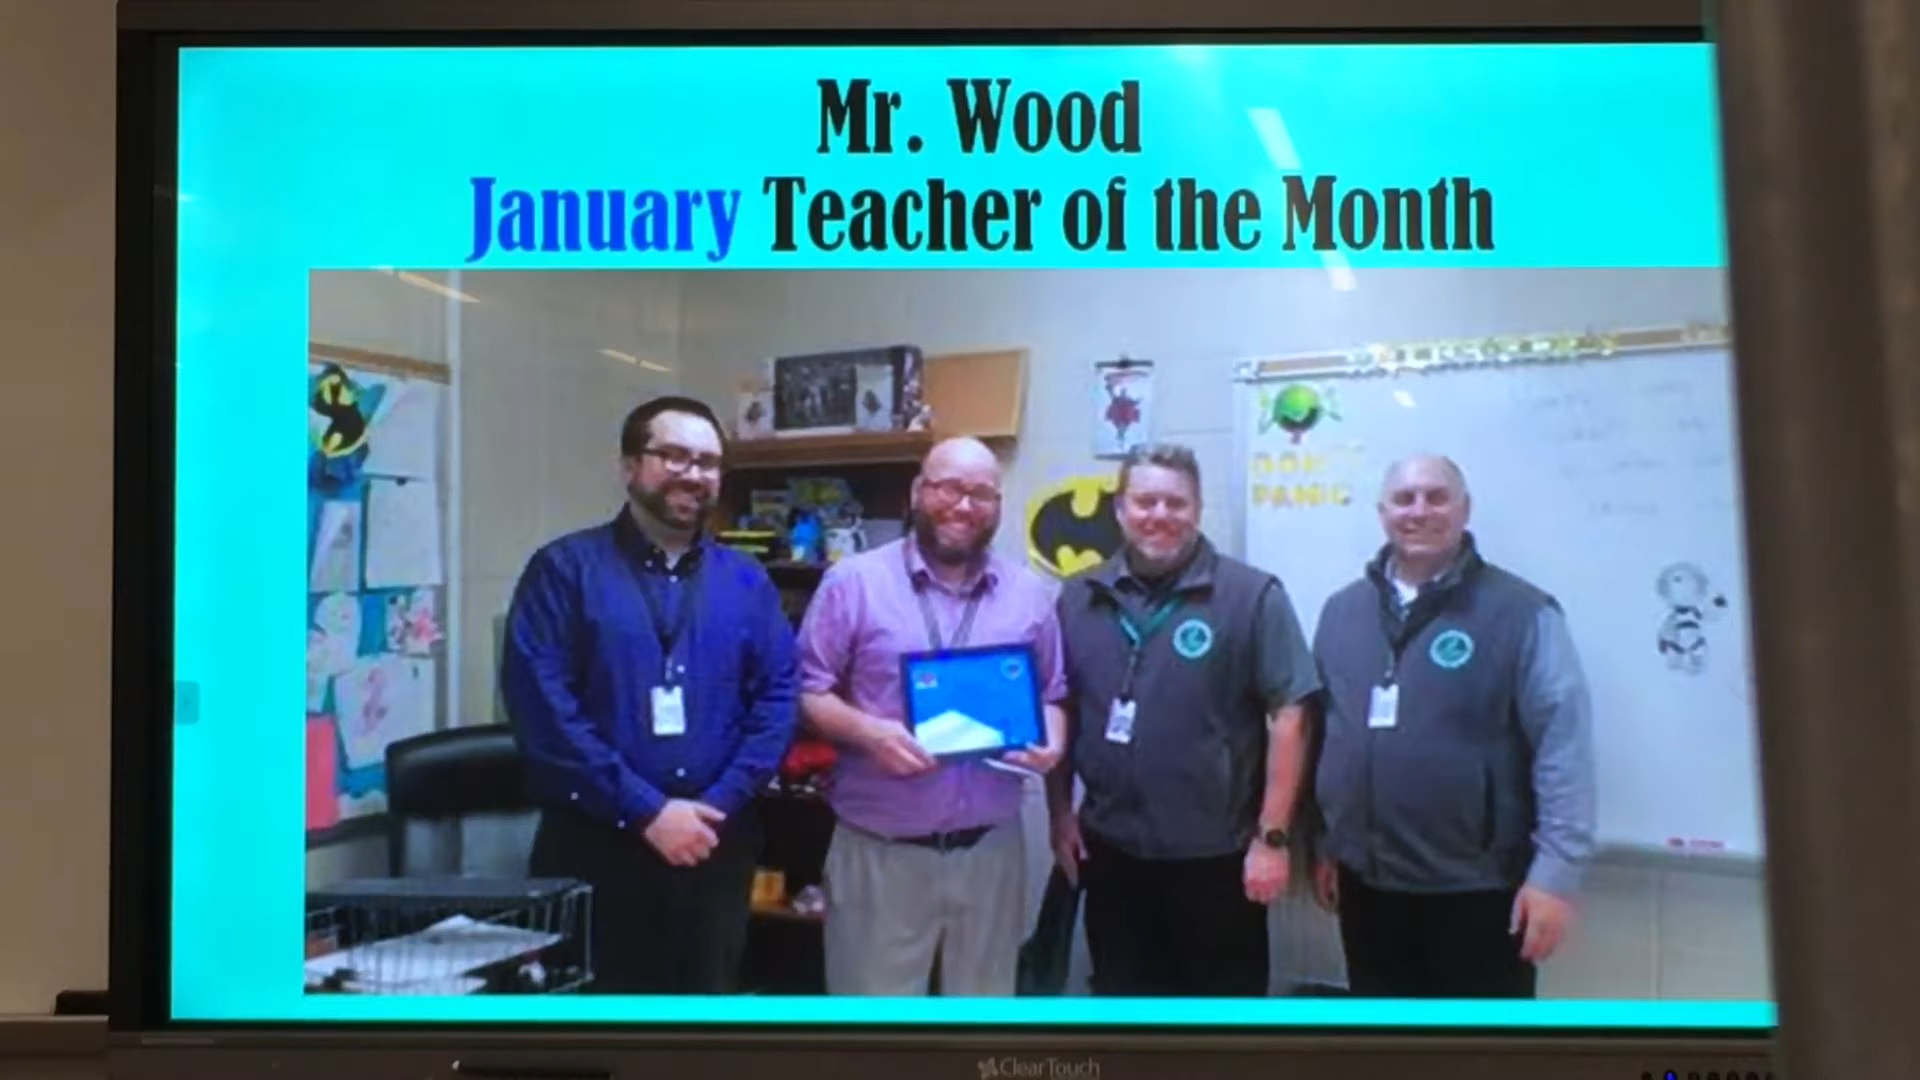 Mr. Wood
January Teacher of the Month
DON'T
PANIC
ClearTouch